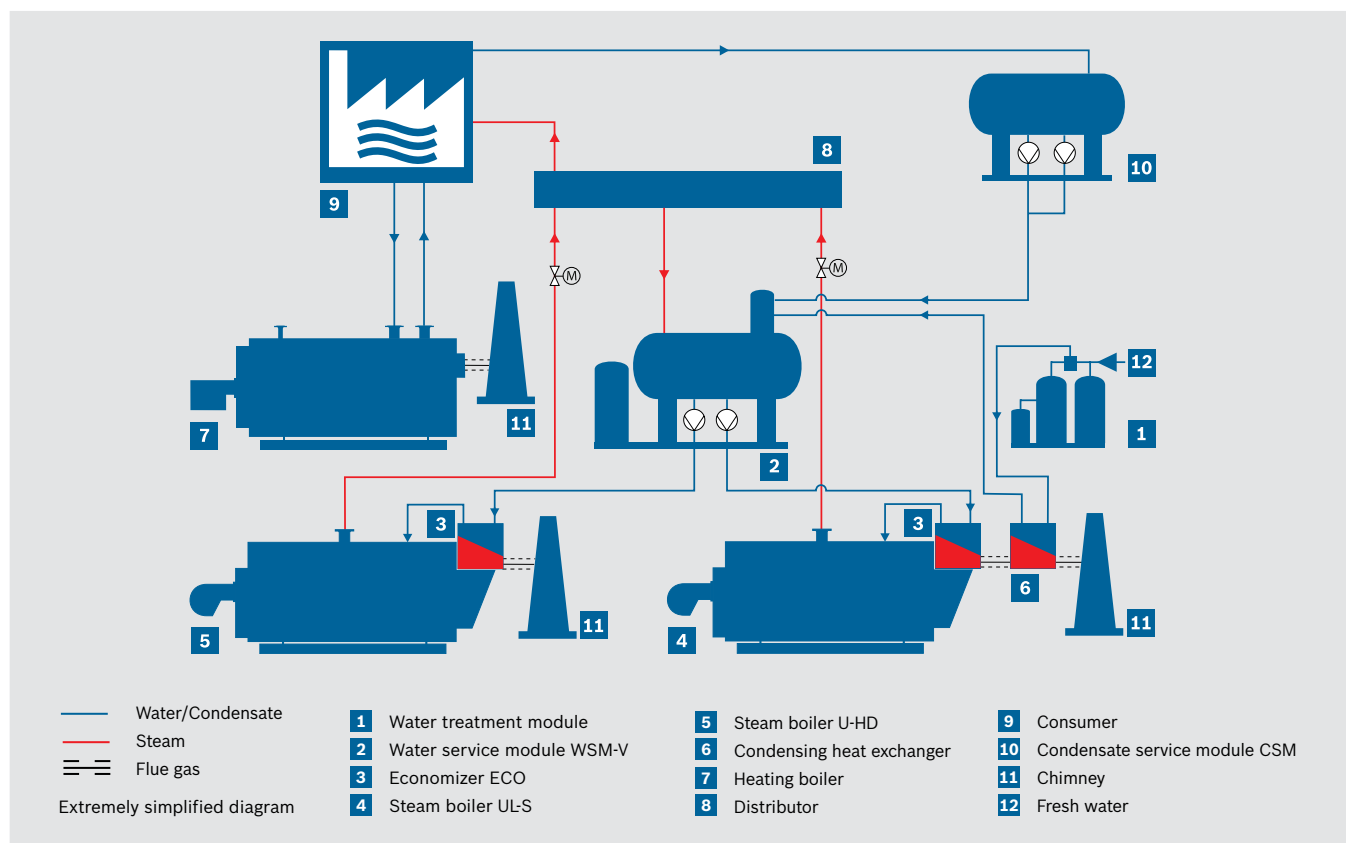 8
10
9
M
M
12
11
7
1
2
3
3
6
5
11
4
11
Water/Condensate
Steam
Flue gas
Extremely simplified diagram
1 Water treatment module
2 Water service module WSM-V
3 Economizer ECO
4 Steam boiler UL-S
5 Steam boiler U-HD
6 Condensing heat exchanger
7 Heating boiler
8 Distributor
9 Consumer
10 Condensate service module CSM
11 Chimney
12 Fresh water